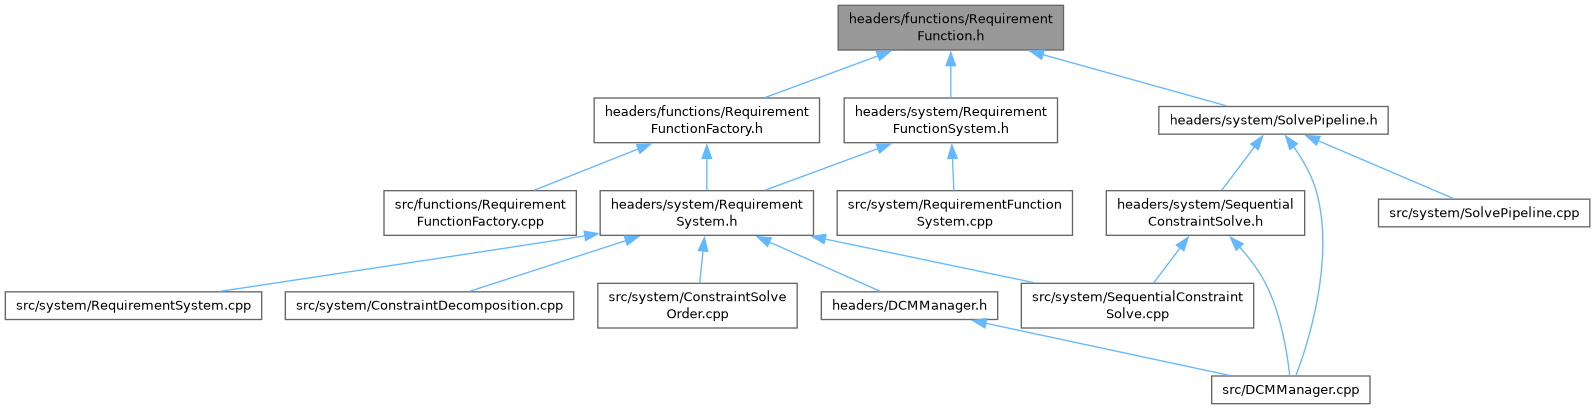 headers/functions/Requirement
Function.h
headers/functions/Requirement
FunctionFactory.h
headers/system/Requirement
FunctionSystem.h
headers/system/SolvePipeline.h
src/functions/Requirement
FunctionFactory.cpp
headers/system/Requirement
System.h
src/system/RequirementFunction
System.cpp
headers/system/Sequential
ConstraintSolve.h
src/system/SolvePipeline.cpp
src/system/RequirementSystem.cpp
src/system/ConstraintDecomposition.cpp
src/system/ConstraintSolve
Order.cpp
headers/DCMManager.h
src/system/SequentialConstraint
Solve.cpp
src/DCMManager.cpp